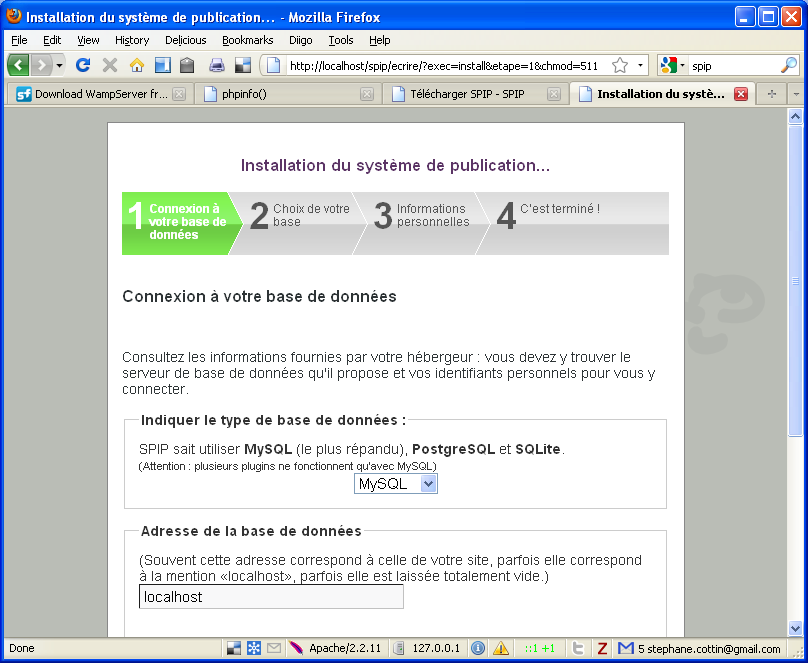 Installation du système de publication... - Mozilla Firefox
File Edit View History Delicious Bookmarks Diigo Tools Help
http://localhost/spip/ecrire/?exec=install&etape=1&chmod=511
spip
Download WampServer fr...
phpinfo()
Télécharger SPIP - SPIP
Installation du systè...
Installation du système de publication...
1 Connexion à
votre base de
données
2 Choix de votre
base
3 Informations
personnelles
4 C'est terminé !
Connexion à votre base de données
Consultez les informations fournies par votre hébergeur : vous devez y trouver le
serveur de base de données qu'il propose et vos identifiants personnels pour vous y
connecter.
Indiquer le type de base de données :
SPIP sait utiliser MySQL (le plus répandu), PostgreSQL et SQLite.
(Attention : plusieurs plugins ne fonctionnent qu'avec MySQL)
MySQL
Adresse de la base de données
(Souvent cette adresse correspond à celle de votre site, parfois elle correspond
à la mention «localhost», parfois elle est laissée totalement vide.)
localhost
Done
Apache/2.2.11
127.0.0.1
::1 +1
5 stephane.cottin@gmail.com